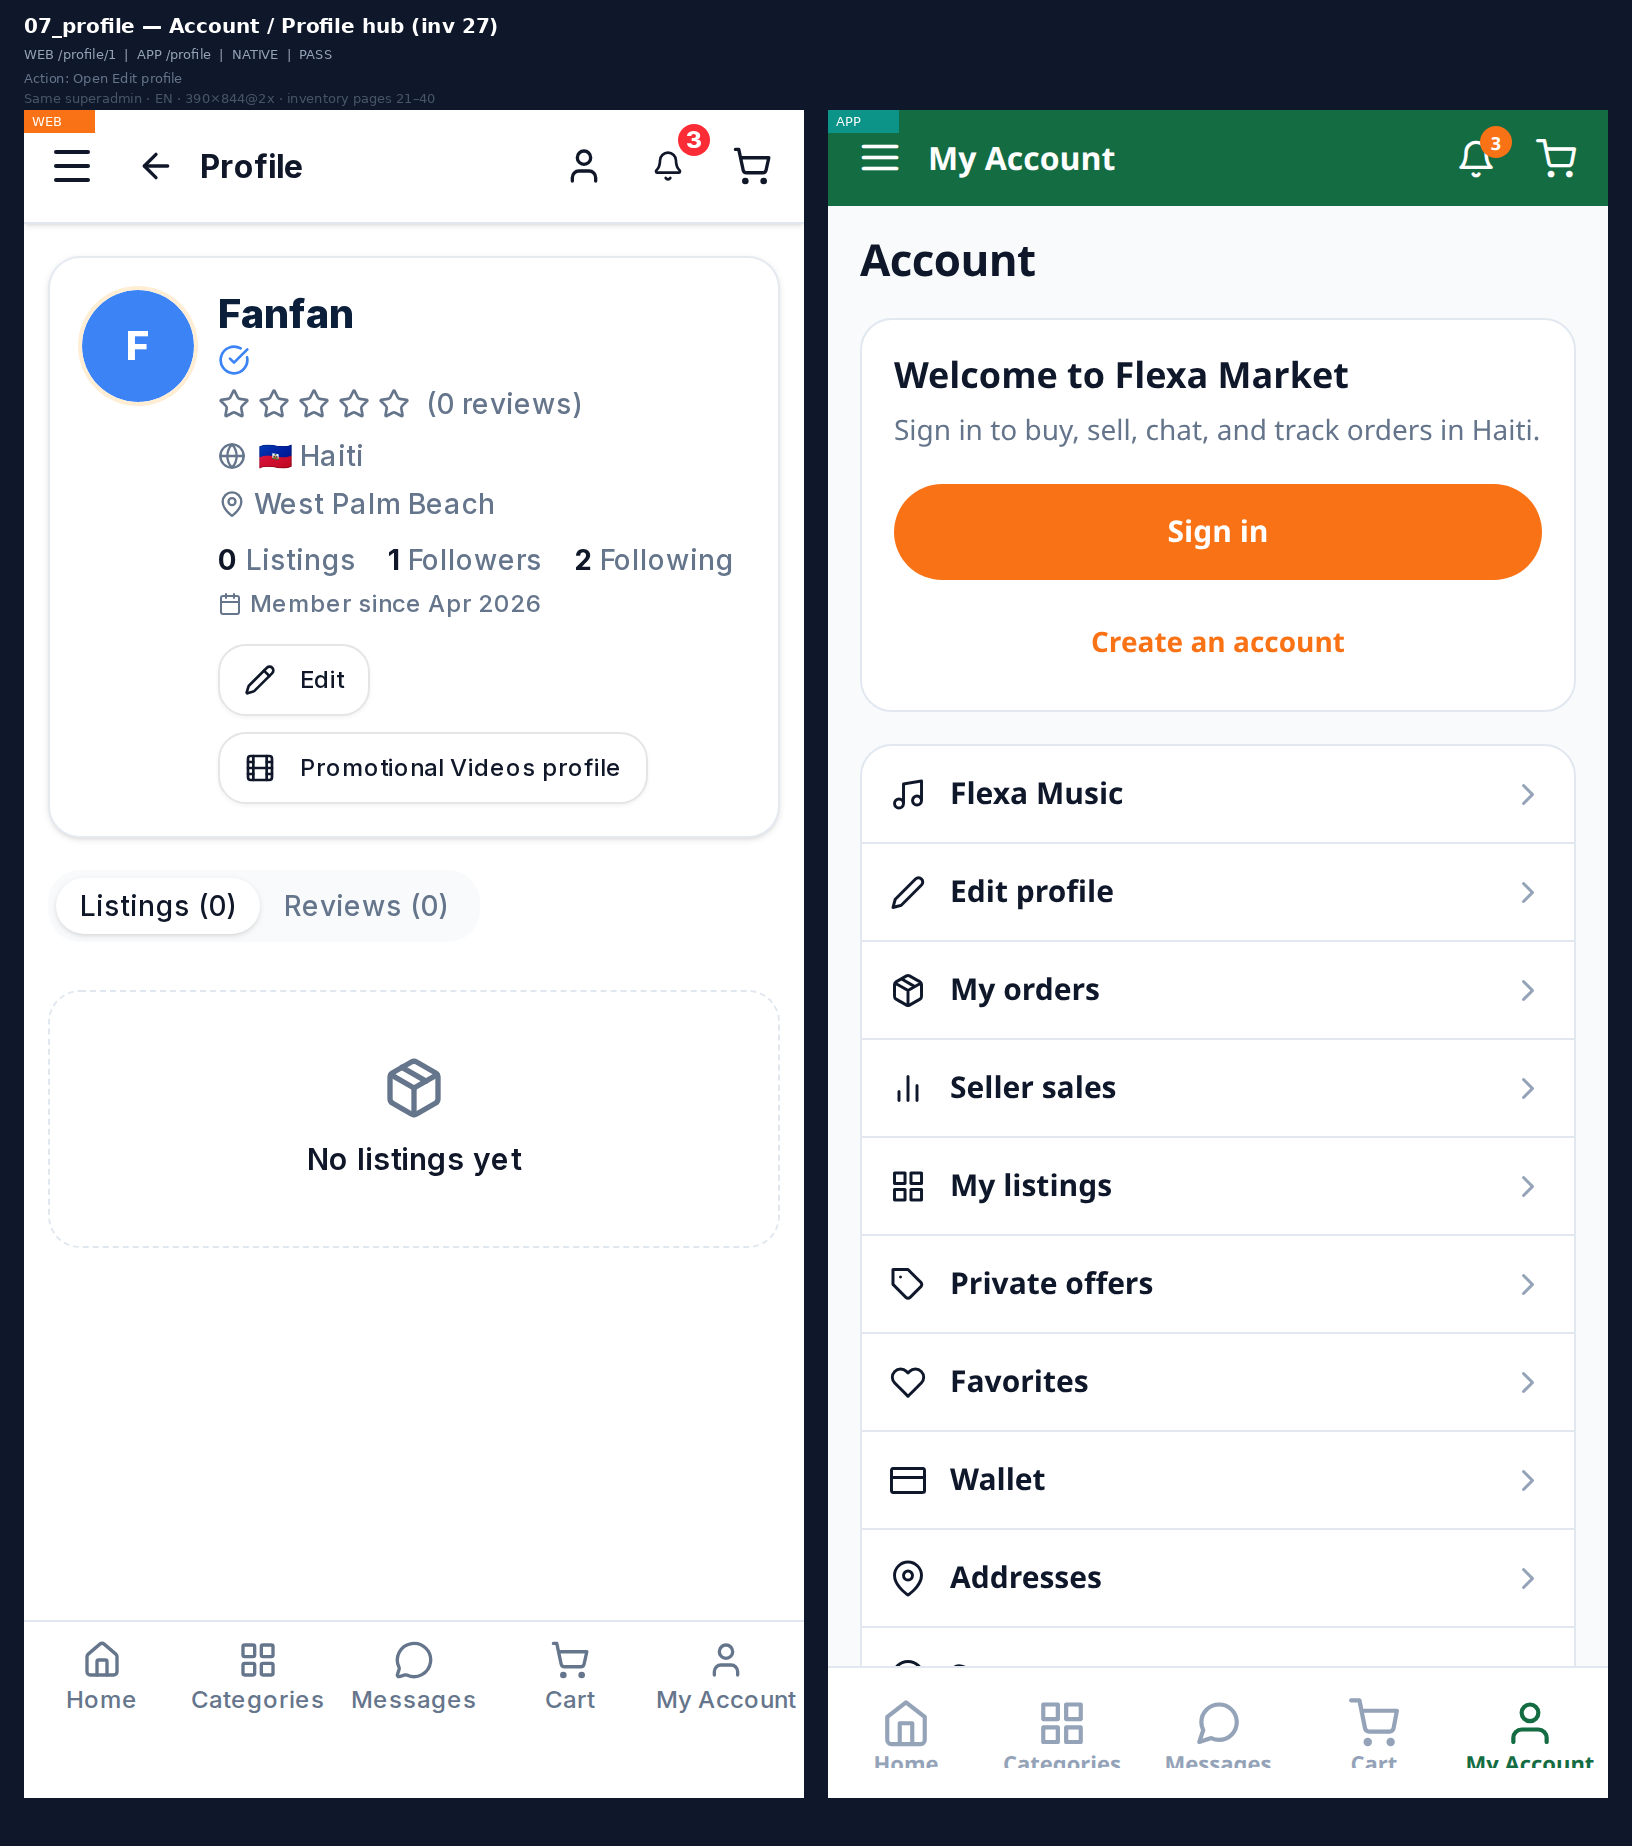 07_profile — Account / Profile hub (inv 27)
WEB /profile/1 | APP /profile | NATIVE | PASS
Action: Open Edit profile
Same superadmin · EN · 390×844@2x · inventory pages 21–40
WEB
Profile
3
F
Fanfan
(0 reviews)
Haiti
West Palm Beach
0 Listings 1 Followers 2 Following
Member since Apr 2026
Edit
Promotional Videos profile
Listings (0) Reviews (0)
No listings yet
Home Categories Messages Cart My Account
APP
My Account
3
Account
Welcome to Flexa Market
Sign in to buy, sell, chat, and track orders in Haiti.
Sign in
Create an account
Flexa Music
Edit profile
My orders
Seller sales
My listings
Private offers
Favorites
Wallet
Addresses
Home Categories Messages Cart My Account